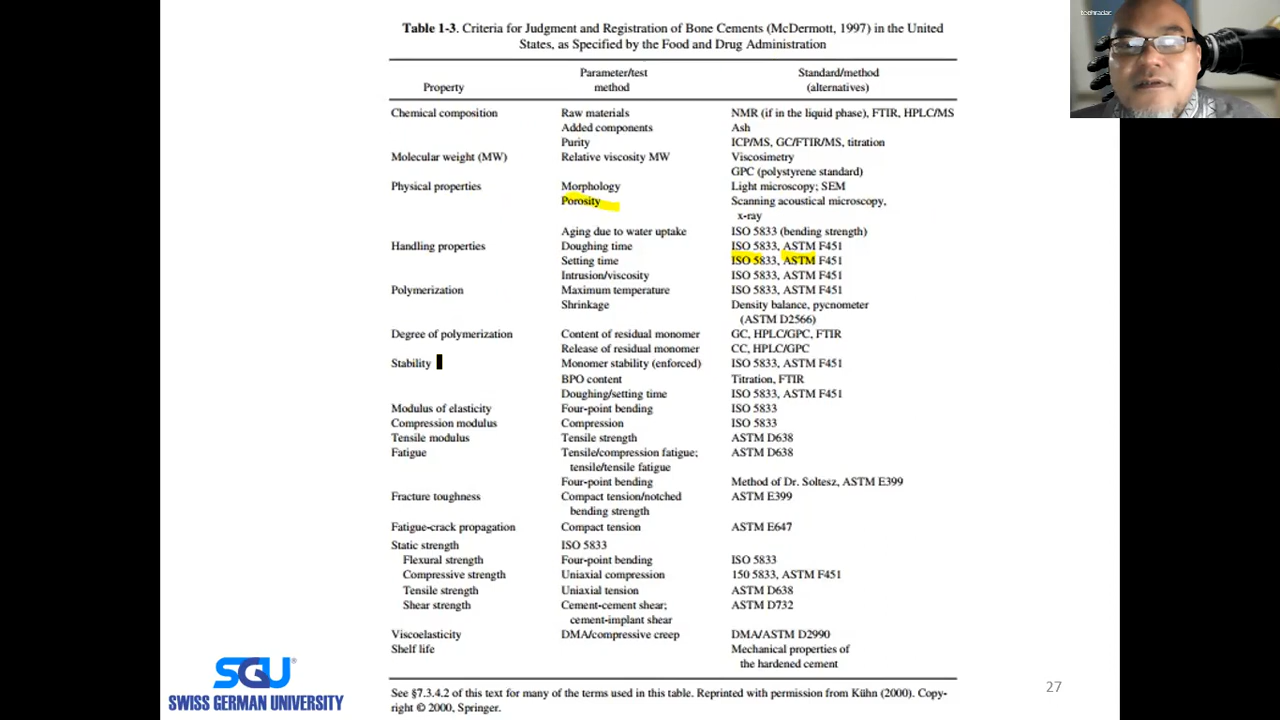 Table 1-3. Criteria for Judgment and Registration of Bone Cements (McDermott, 1997) in the United
States, as Specified by the Food and Drug Administration
Property Parameter/test method Standard/method (alternatives)
Chemical composition Raw materials NMR (if in the liquid phase), FTIR, HPLC/MS
Added components Ash
Purity ICP/MS, GC/FTIR/MS, titration
Molecular weight (MW) Relative viscosity MW Viscosimetry
GPC (polystyrene standard)
Physical properties Morphology Light microscopy; SEM
Porosity Scanning acoustical microscopy,
x-ray
Aging due to water uptake ISO 5833 (bending strength)
Handling properties Doughing time ISO 5833, ASTM F451
Setting time ISO 5833, ASTM F451
Intrusion/viscosity ISO 5833, ASTM F451
Polymerization Maximum temperature ISO 5833, ASTM F451
Shrinkage Density balance, pycnometer
(ASTM D2566)
Degree of polymerization Content of residual monomer GC, HPLC/GPC, FTIR
Release of residual monomer CC, HPLC/GPC
Stability Monomer stability (enforced) ISO 5833, ASTM F451
BPO content Titration, FTIR
Doughing/setting time ISO 5833, ASTM F451
Modulus of elasticity Four-point bending ISO 5833
Compression modulus Compression ISO 5833
Tensile modulus Tensile strength ASTM D638
Fatigue Tensile/compression fatigue; ASTM D638
tensile/tensile fatigue
Four-point bending Method of Dr. Soltesz, ASTM E399
Fracture toughness Compact tension/notched ASTM E399
bending strength
Fatigue-crack propagation Compact tension ASTM E647
Static strength ISO 5833
Flexural strength Four-point bending ISO 5833
Compressive strength Uniaxial compression 150 5833, ASTM F451
Tensile strength Uniaxial tension ASTM D638
Shear strength Cement-cement shear; ASTM D732
cement-implant shear
Viscoelasticity DMA/compressive creep DMA/ASTM D2990
Shelf life Mechanical properties of
the hardened cement
See §7.3.4.2 of this text for many of the terms used in this table. Reprinted with permission from Kühn (2000). Copy-
right © 2000, Springer.
techradar
SGU®
SWISS GERMAN UNIVERSITY
27